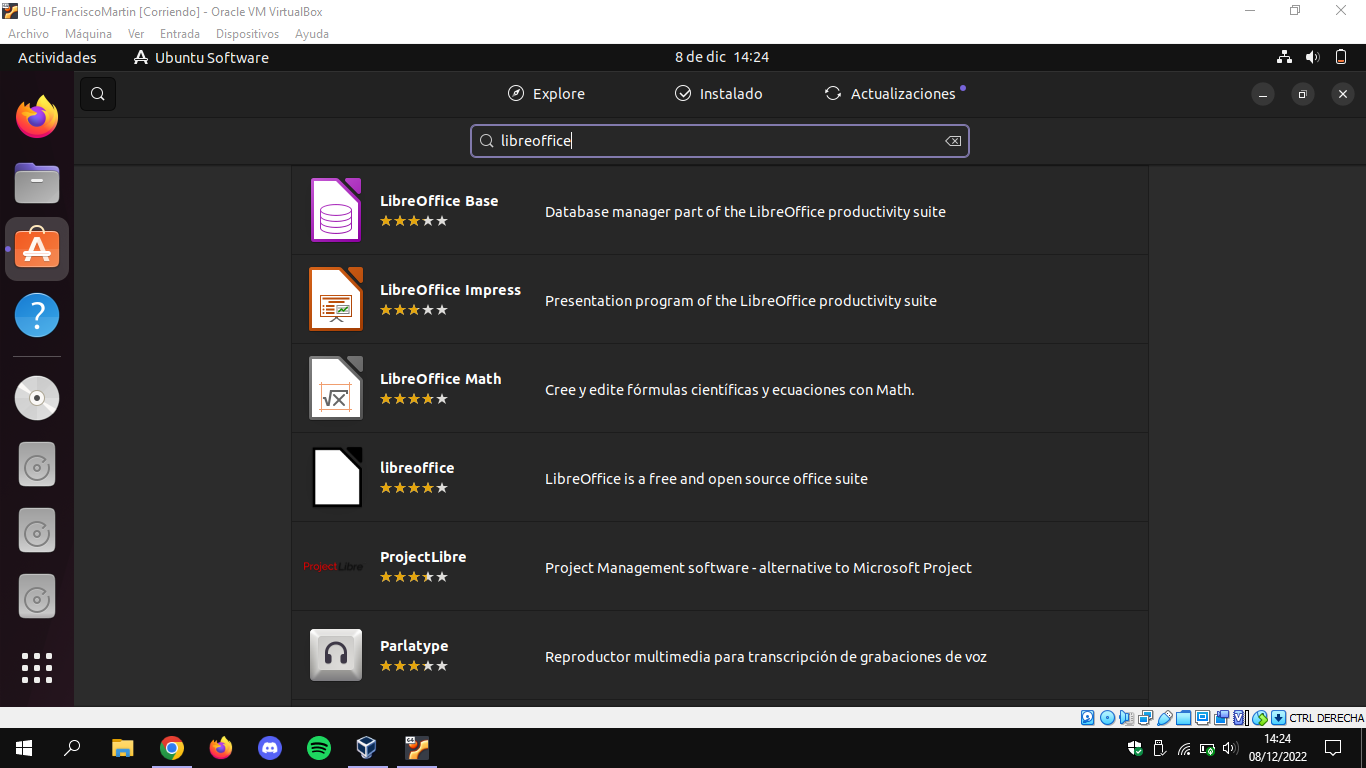 UBU-FranciscoMartin [Corriendo] - Oracle VM VirtualBox
Archivo Máquina Ver Entrada Dispositivos Ayuda
Actividades Ubuntu Software 8 de dic 14:24
Explore Instalado Actualizaciones
libreoffice
LibreOffice Base
Database manager part of the LibreOffice productivity suite
LibreOffice Impress
Presentation program of the LibreOffice productivity suite
LibreOffice Math
Cree y edite fórmulas científicas y ecuaciones con Math.
libreoffice
LibreOffice is a free and open source office suite
ProjectLibre
ProjectLibre
Project Management software - alternative to Microsoft Project
Parlatype
Reproductor multimedia para transcripción de grabaciones de voz
CTRL DERECHA
14:24
08/12/2022